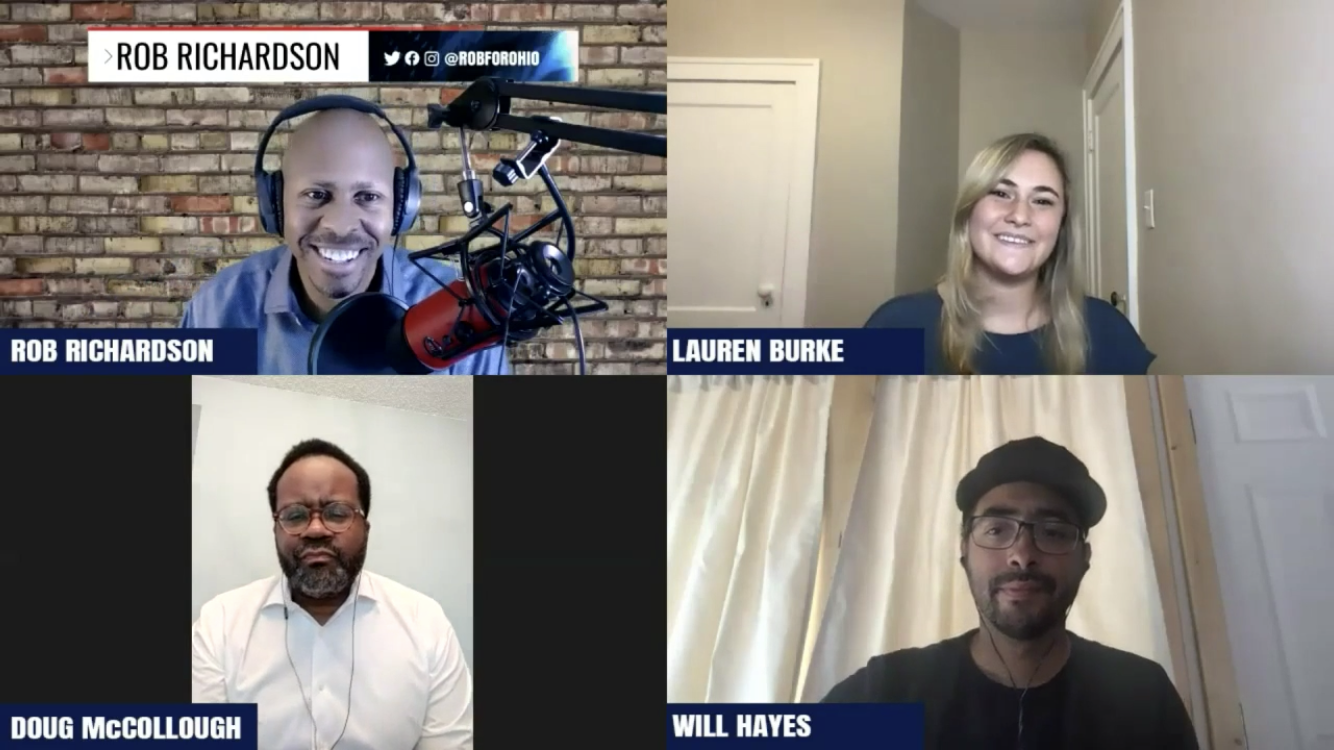 ROB RICHARDSON
@ROBFOROHIO
ROB RICHARDSON
LAUREN BURKE
DOUG McCOLLOUGH
WILL HAYES